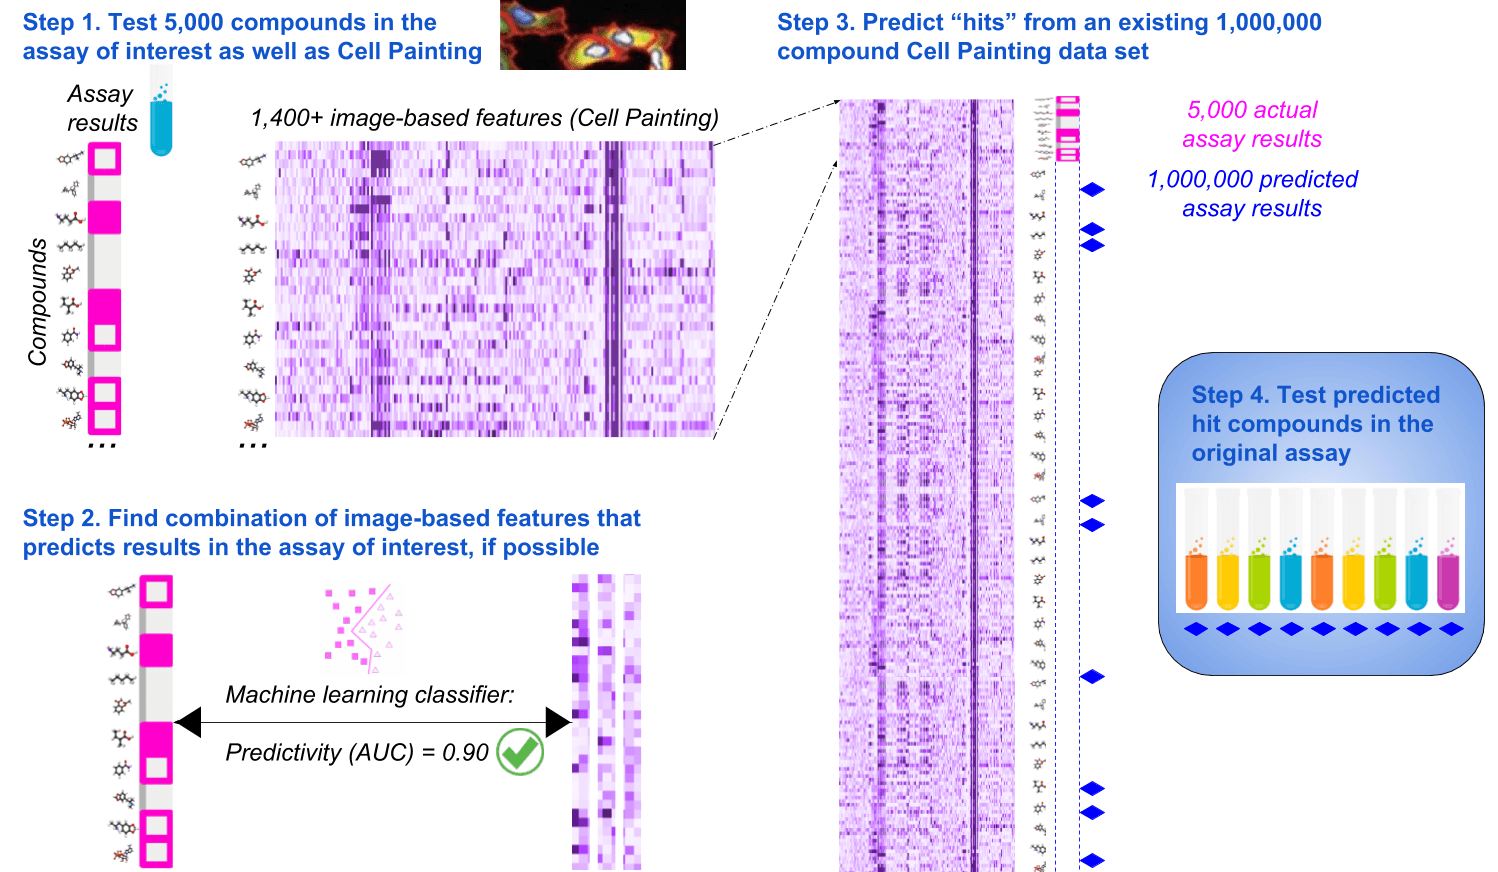 Step 1. Test 5,000 compounds in the
assay of interest as well as Cell Painting
Assay
results
1,400+ image-based features (Cell Painting)
Compounds
...
...
Step 2. Find combination of image-based features that
predicts results in the assay of interest, if possible
Machine learning classifier:
Predictivity (AUC) = 0.90
Step 3. Predict “hits” from an existing 1,000,000
compound Cell Painting data set
5,000 actual
assay results
1,000,000 predicted
assay results
Step 4. Test predicted
hit compounds in the
original assay